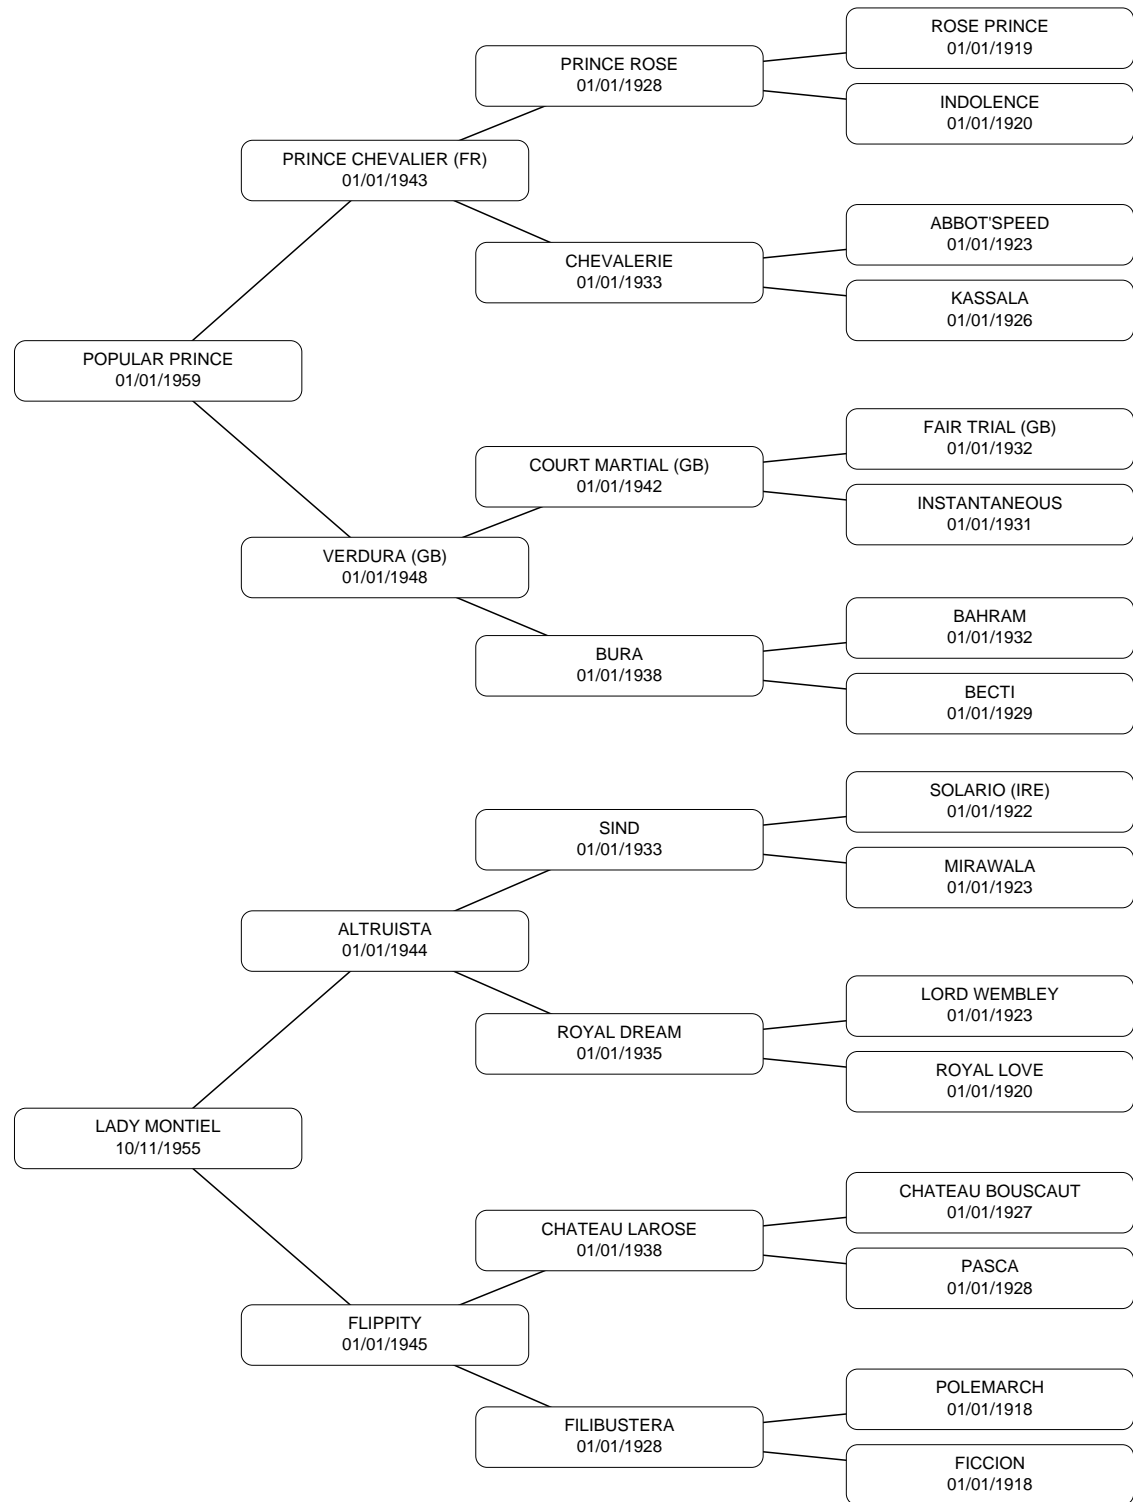 ROSE PRINCE
01/01/1919
PRINCE ROSE
01/01/1928
INDOLENCE
01/01/1920
PRINCE CHEVALIER (FR)
01/01/1943
ABBOT'SPEED
01/01/1923
CHEVALERIE
01/01/1933
KASSALA
01/01/1926
POPULAR PRINCE
01/01/1959
FAIR TRIAL (GB)
01/01/1932
COURT MARTIAL (GB)
01/01/1942
INSTANTANEOUS
01/01/1931
VERDURA (GB)
01/01/1948
BAHRAM
01/01/1932
BURA
01/01/1938
BECTI
01/01/1929
SOLARIO (IRE)
01/01/1922
SIND
01/01/1933
MIRAWALA
01/01/1923
ALTRUISTA
01/01/1944
LORD WEMBLEY
01/01/1923
ROYAL DREAM
01/01/1935
ROYAL LOVE
01/01/1920
LADY MONTIEL
10/11/1955
CHATEAU BOUSCAUT
01/01/1927
CHATEAU LAROSE
01/01/1938
PASCA
01/01/1928
FLIPPITY
01/01/1945
POLEMARCH
01/01/1918
FILIBUSTERA
01/01/1928
FICCION
01/01/1918